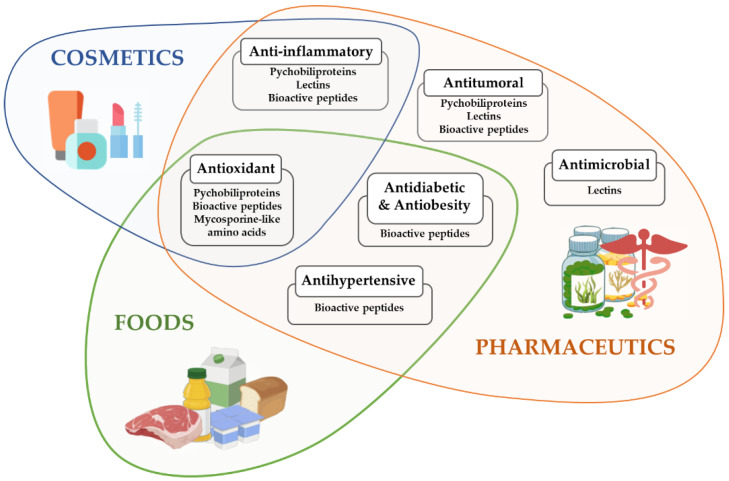 COSMETICS
Anti-inflammatory
Pychobiliproteins
Lectins
Bioactive peptides
Antitumoral
Pychobiliproteins
Lectins
Bioactive peptides
Antioxidant
Pychobiliproteins
Bioactive peptides
Mycosporine-like
amino acids
Antidiabetic
& Antiobesity
Bioactive peptides
Antimicrobial
Lectins
Antihypertensive
Bioactive peptides
FOODS
PHARMACEUTICS